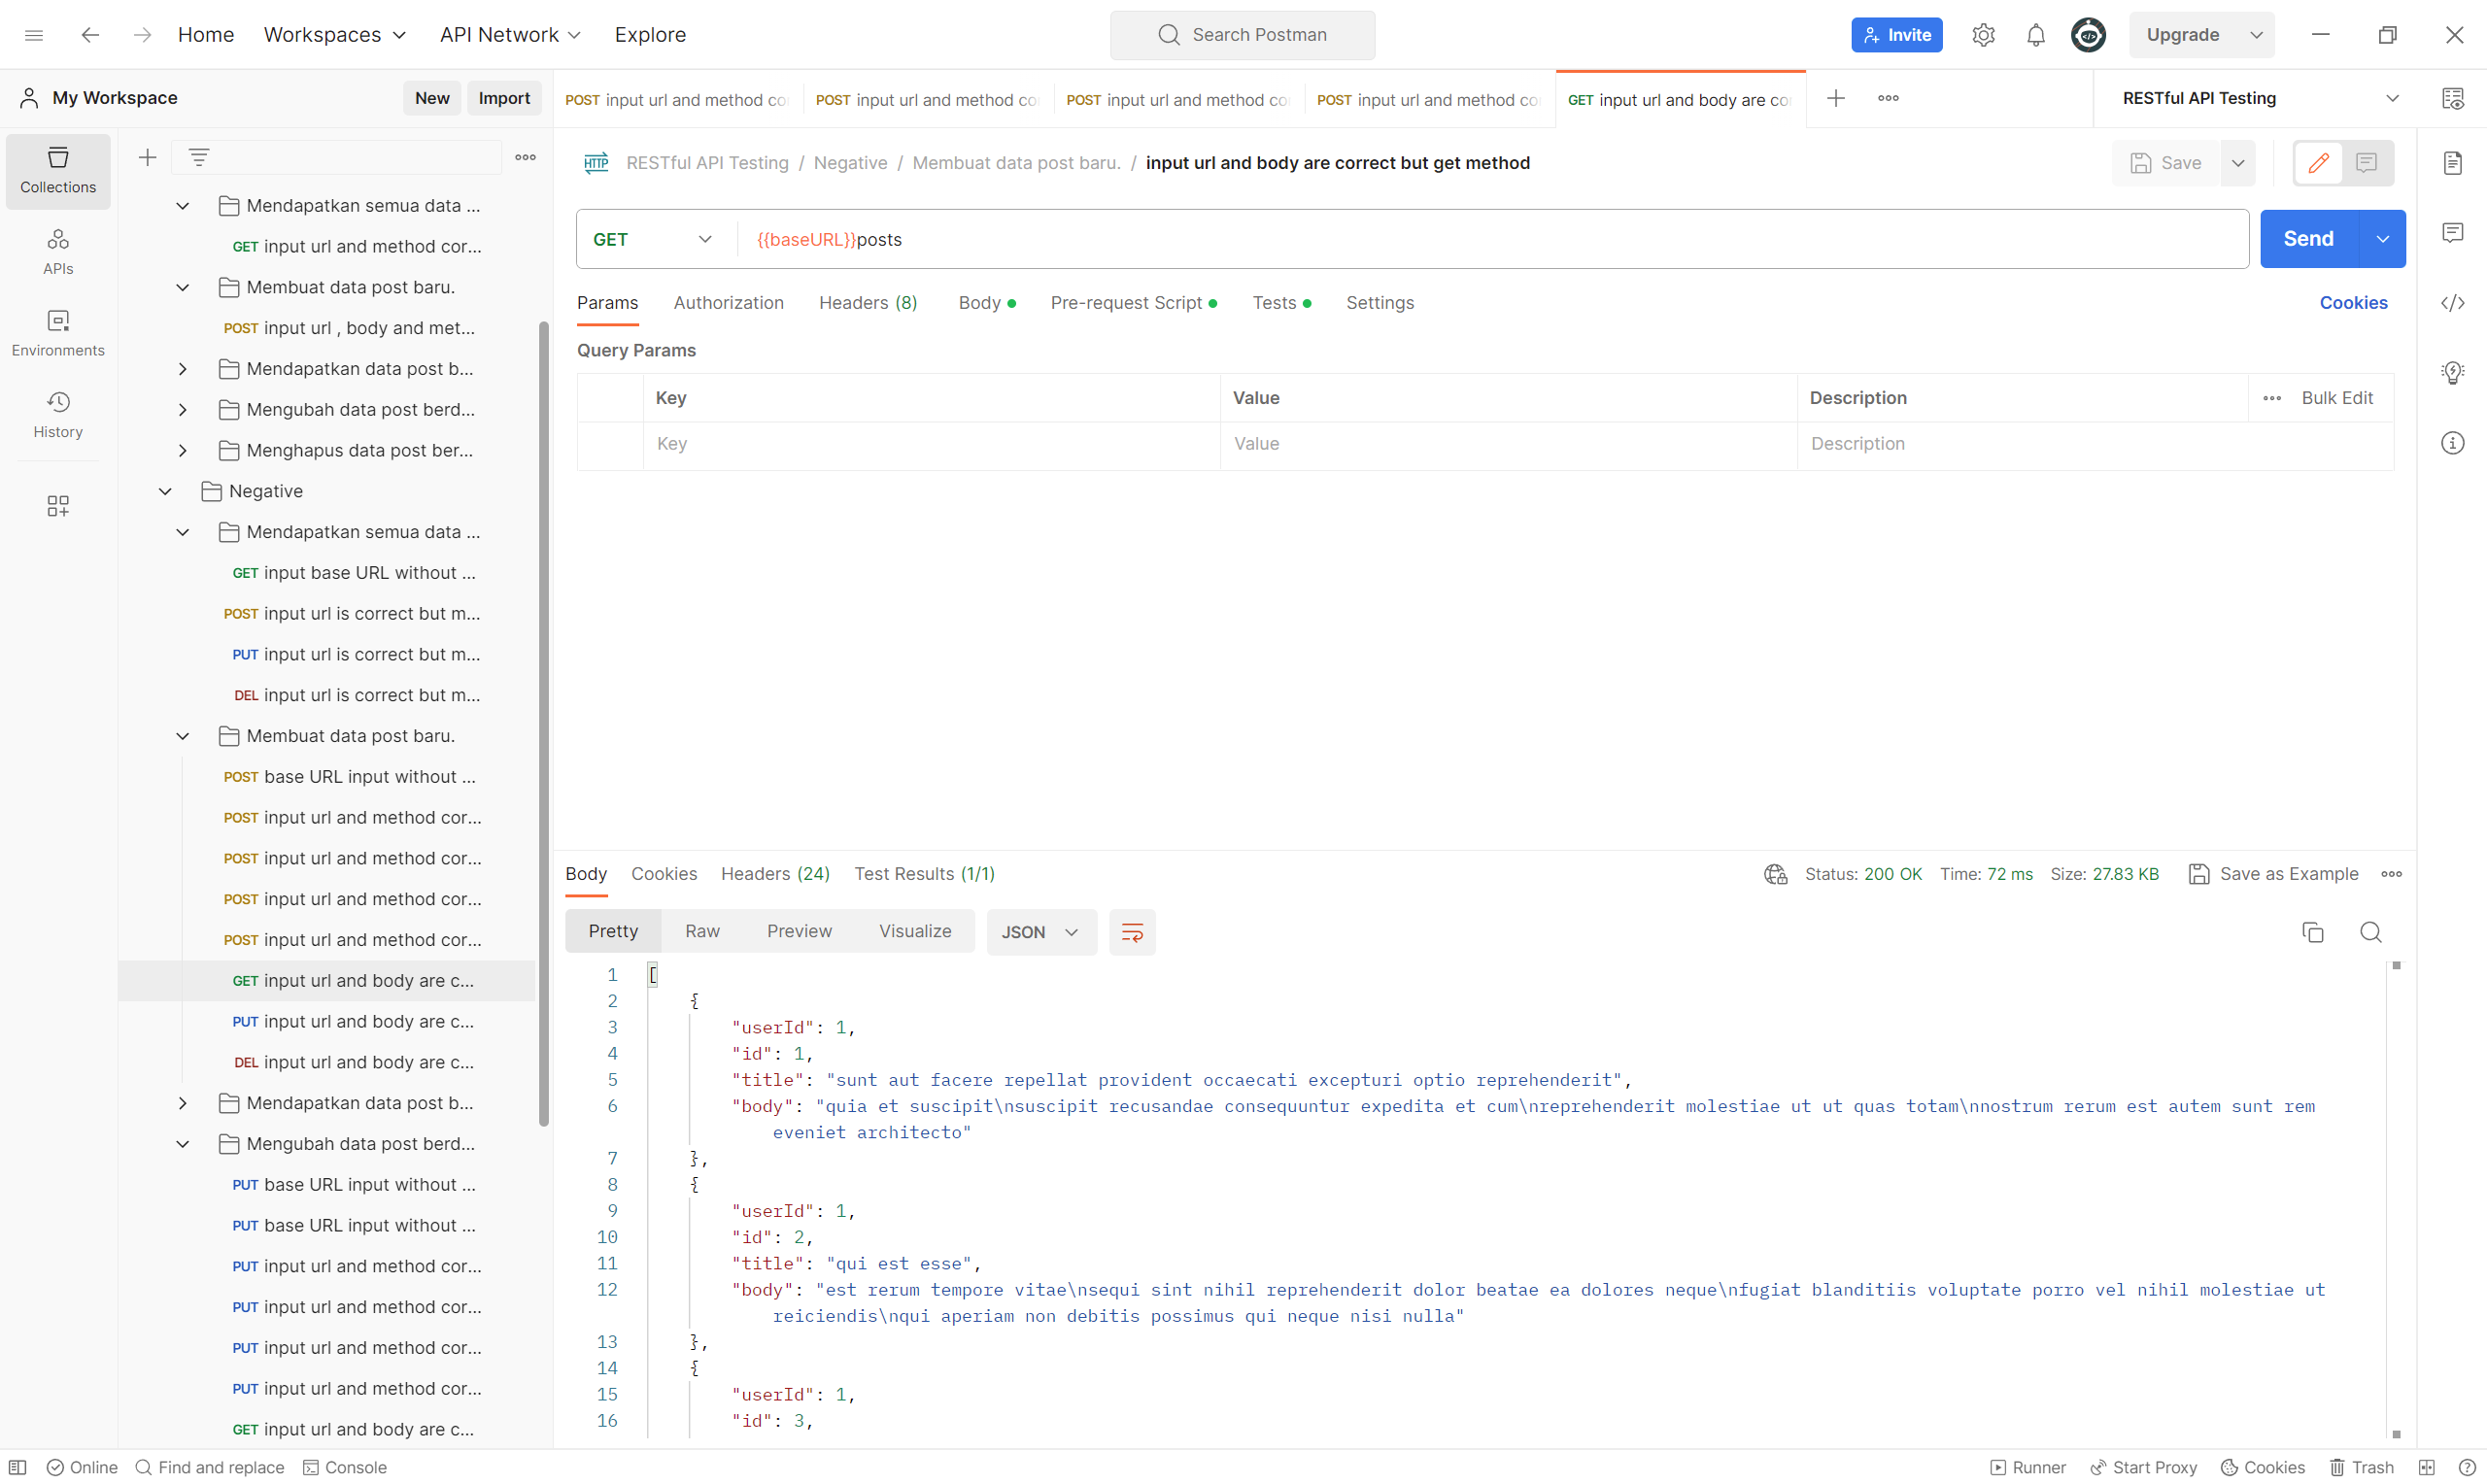 Home Workspaces API Network Explore Search Postman Invite Upgrade
My Workspace New Import
POST input url and method co POST input url and method co POST input url and method co POST input url and method co GET input url and body are co RESTful API Testing
Collections
APIs
Environments
History
Mendapatkan semua data ...
GET input url and method cor...
Membuat data post baru.
POST input url , body and met...
Mendapatkan data post b...
Mengubah data post berd...
Menghapus data post ber...
Negative
Mendapatkan semua data ...
GET input base URL without ...
POST input url is correct but m...
PUT input url is correct but m...
DEL input url is correct but m...
Membuat data post baru.
POST base URL input without ...
POST input url and method cor...
POST input url and method cor...
POST input url and method cor...
POST input url and method cor...
GET input url and body are c...
PUT input url and body are c...
DEL input url and body are c...
Mendapatkan data post b...
Mengubah data post berd...
PUT base URL input without ...
PUT base URL input without ...
PUT input url and method cor...
PUT input url and method cor...
PUT input url and method cor...
PUT input url and method cor...
GET input url and body are c...
HTTP RESTful API Testing / Negative / Membuat data post baru. / input url and body are correct but get method Save
GET {{baseURL}}posts Send
Params Authorization Headers (8) Body Pre-request Script Tests Settings Cookies
Query Params
Key Value Description Bulk Edit
Key Value Description
Body Cookies Headers (24) Test Results (1/1) Status: 200 OK Time: 72 ms Size: 27.83 KB Save as Example
Pretty Raw Preview Visualize JSON
1 [
2 {
3 "userId": 1,
4 "id": 1,
5 "title": "sunt aut facere repellat provident occaecati excepturi optio reprehenderit",
6 "body": "quia et suscipit\nsuscipit recusandae consequuntur expedita et cum\nreprehenderit molestiae ut ut quas totam\nnostrum rerum est autem sunt rem
eveniet architecto"
7 },
8 {
9 "userId": 1,
10 "id": 2,
11 "title": "qui est esse",
12 "body": "est rerum tempore vitae\nsequi sint nihil reprehenderit dolor beatae ea dolores neque\nfugiat blanditiis voluptate porro vel nihil molestiae ut
reiciendis\nqui aperiam non debitis possimus qui neque nisi nulla"
13 },
14 {
15 "userId": 1,
16 "id": 3,
Online Find and replace Console Runner Start Proxy Cookies Trash